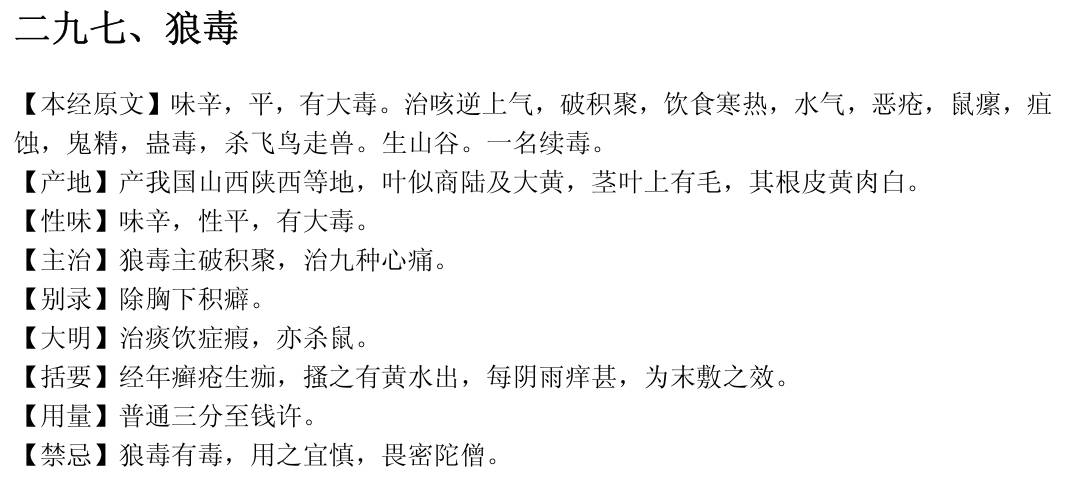 二九七、狼毒
【本经原文】味辛，平，有大毒。治咳逆上气，破积聚，饮食寒热，水气，恶疮，鼠瘰，疽
蚀，鬼精，蛊毒，杀飞鸟走兽。生山谷。一名续毒。
【产地】产我国山西陕西等地，叶似商陆及大黄，茎叶上有毛，其根皮黄肉白。
【性味】味辛，性平，有大毒。
【主治】狼毒主破积聚，治九种心痛。
【别录】除胸下积癖。
【大明】治痰饮症瘕，亦杀鼠。
【括要】经年癣疮生痂，搔之有黄水出，每阴雨痒甚，为末敷之效。
【用量】普通三分至钱许。
【禁忌】狼毒有毒，用之宜慎，畏密陀僧。